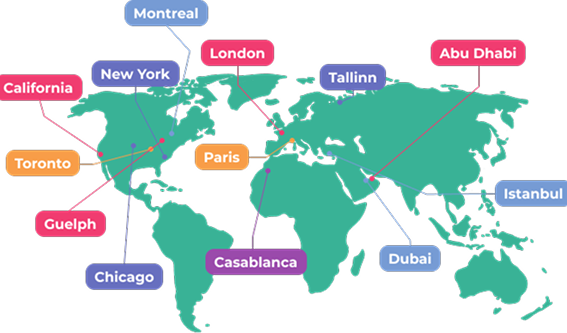 Montreal
London
Abu Dhabi
New York
Tallinn
California
Toronto
Paris
Istanbul
Guelph
Casablanca
Dubai
Chicago